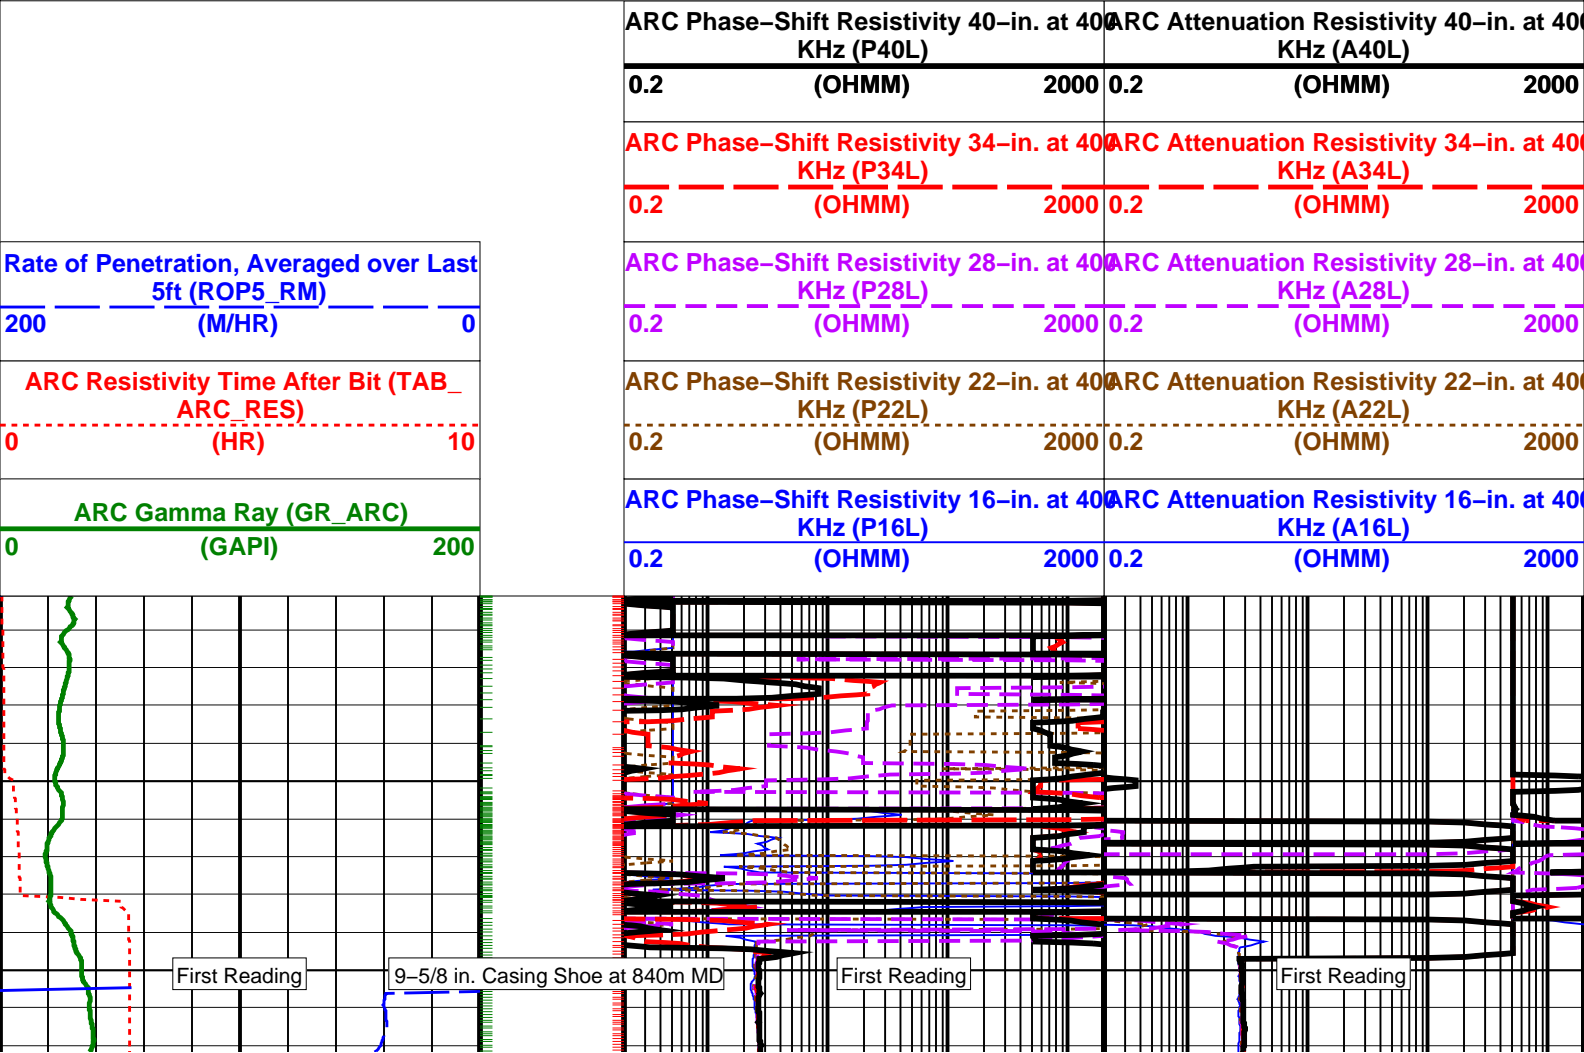 ARC Phase–Shift Resistivity 40–in. at 400
KHz (P40L)
0.2 (OHMM) 2000
ARC Attenuation Resistivity 40–in. at 400
KHz (A40L)
0.2 (OHMM) 2000
ARC Phase–Shift Resistivity 34–in. at 400
KHz (P34L)
0.2 (OHMM) 2000
ARC Attenuation Resistivity 34–in. at 400
KHz (A34L)
0.2 (OHMM) 2000
Rate of Penetration, Averaged over Last
5ft (ROP5_RM)
200 (M/HR) 0
ARC Phase–Shift Resistivity 28–in. at 400
KHz (P28L)
0.2 (OHMM) 2000
ARC Attenuation Resistivity 28–in. at 400
KHz (A28L)
0.2 (OHMM) 2000
ARC Resistivity Time After Bit (TAB_
ARC_RES)
0 (HR) 10
ARC Phase–Shift Resistivity 22–in. at 400
KHz (P22L)
0.2 (OHMM) 2000
ARC Attenuation Resistivity 22–in. at 400
KHz (A22L)
0.2 (OHMM) 2000
ARC Gamma Ray (GR_ARC)
0 (GAPI) 200
ARC Phase–Shift Resistivity 16–in. at 400
KHz (P16L)
0.2 (OHMM) 2000
ARC Attenuation Resistivity 16–in. at 400
KHz (A16L)
0.2 (OHMM) 2000
First Reading
9–5/8 in. Casing Shoe at 840m MD
First Reading
First Reading